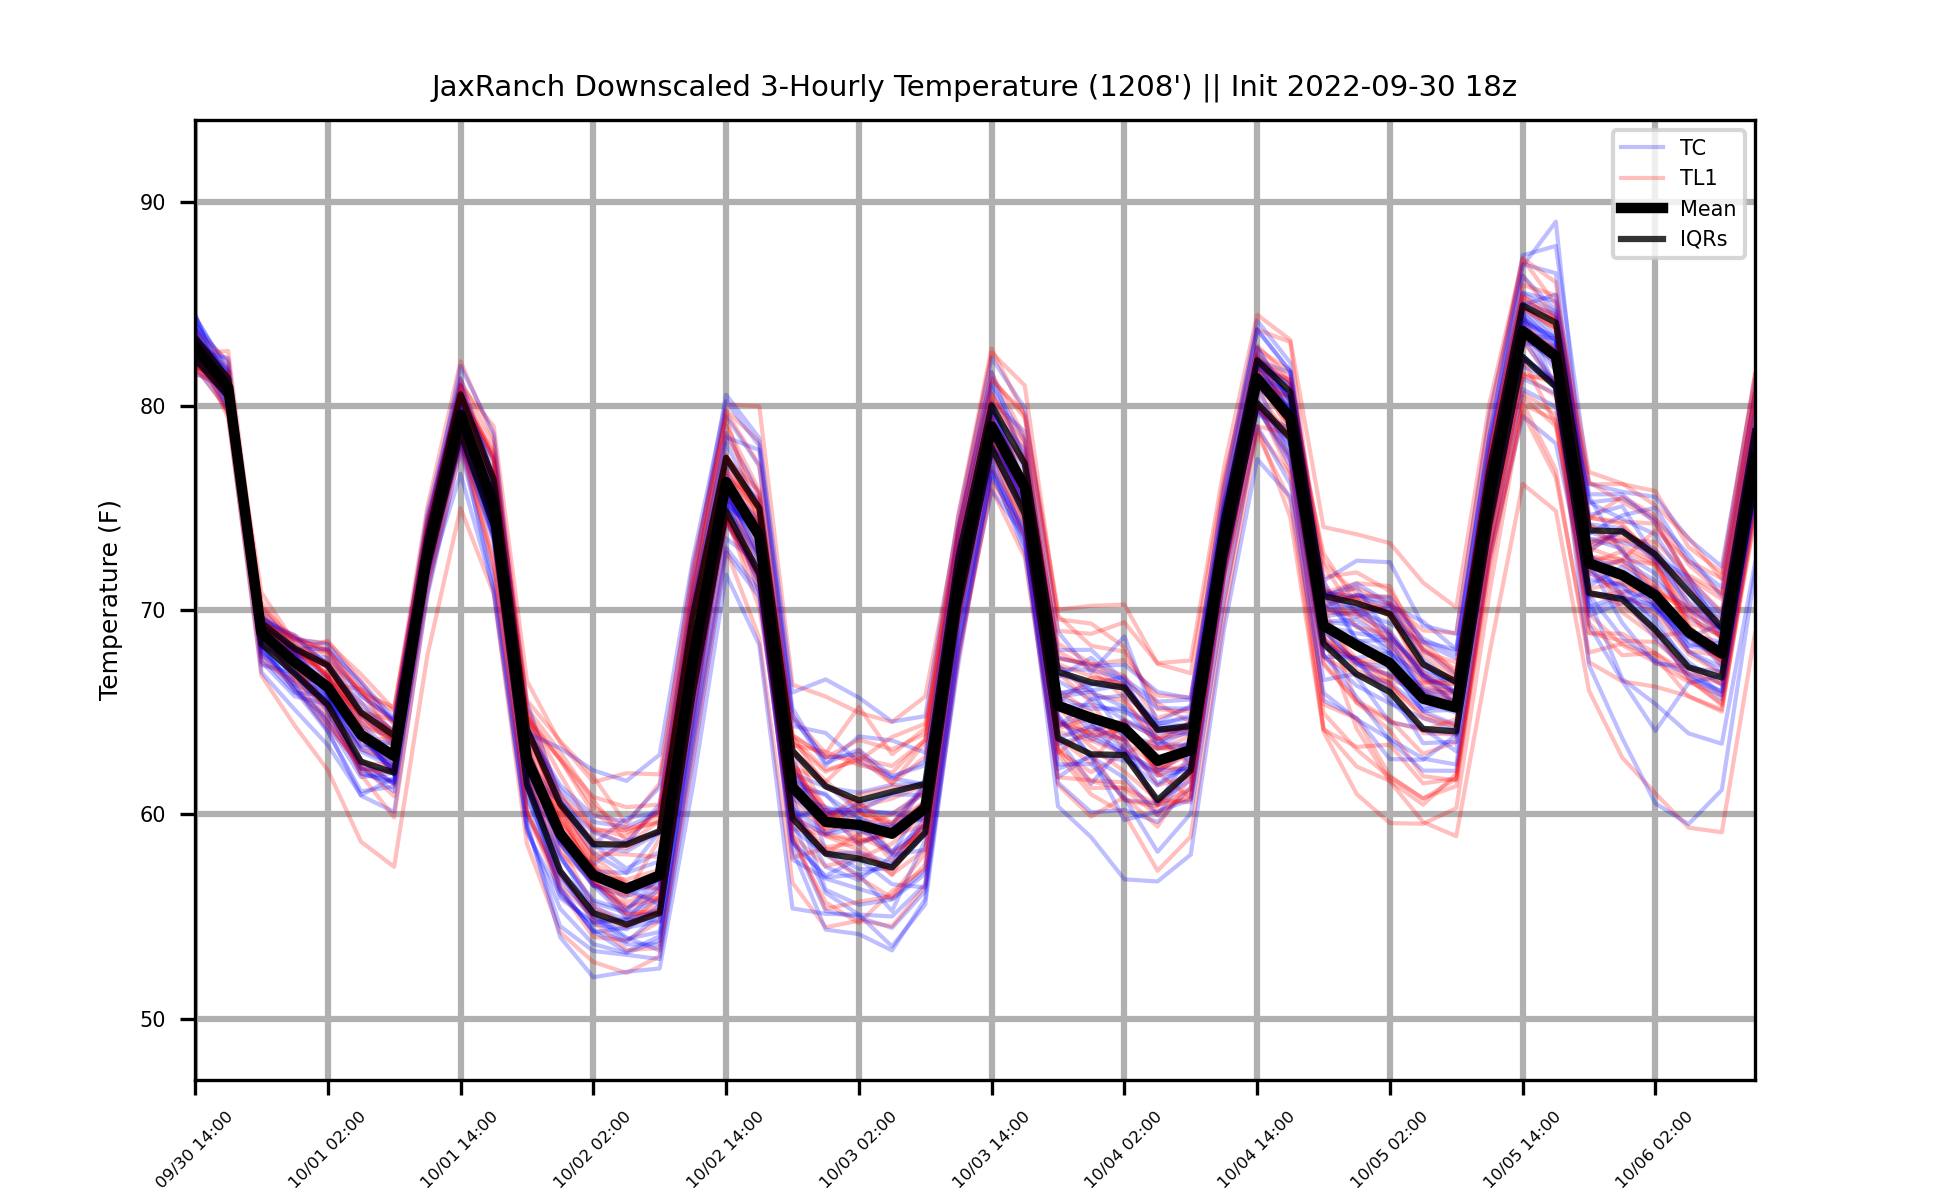 JaxRanch Downscaled 3-Hourly Temperature (1208') || Init 2022-09-30 18z
TC
TL1
Mean
IQRs
Temperature (F)
90
80
70
60
50
09/30 14:00
10/01 02:00
10/01 14:00
10/02 02:00
10/02 14:00
10/03 02:00
10/03 14:00
10/04 02:00
10/04 14:00
10/05 02:00
10/05 14:00
10/06 02:00